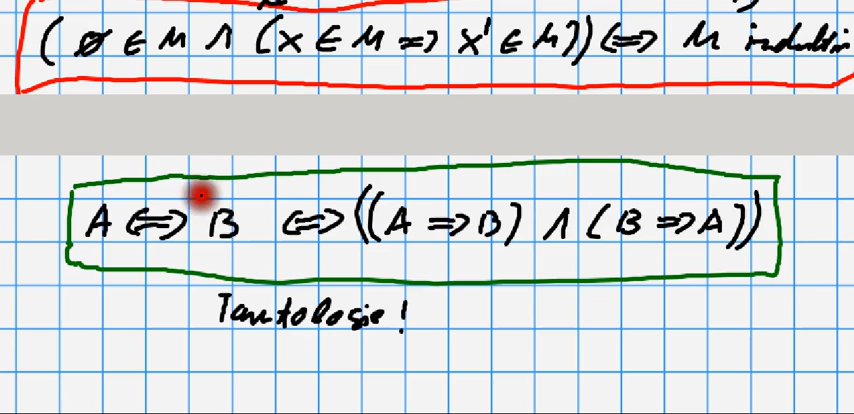 (∅ ∈ M ∧ (x ∈ M => x' ∈ M)) <=> M
A <=> B <=> ((A => B) ∧ (B => A))
Tautologie!